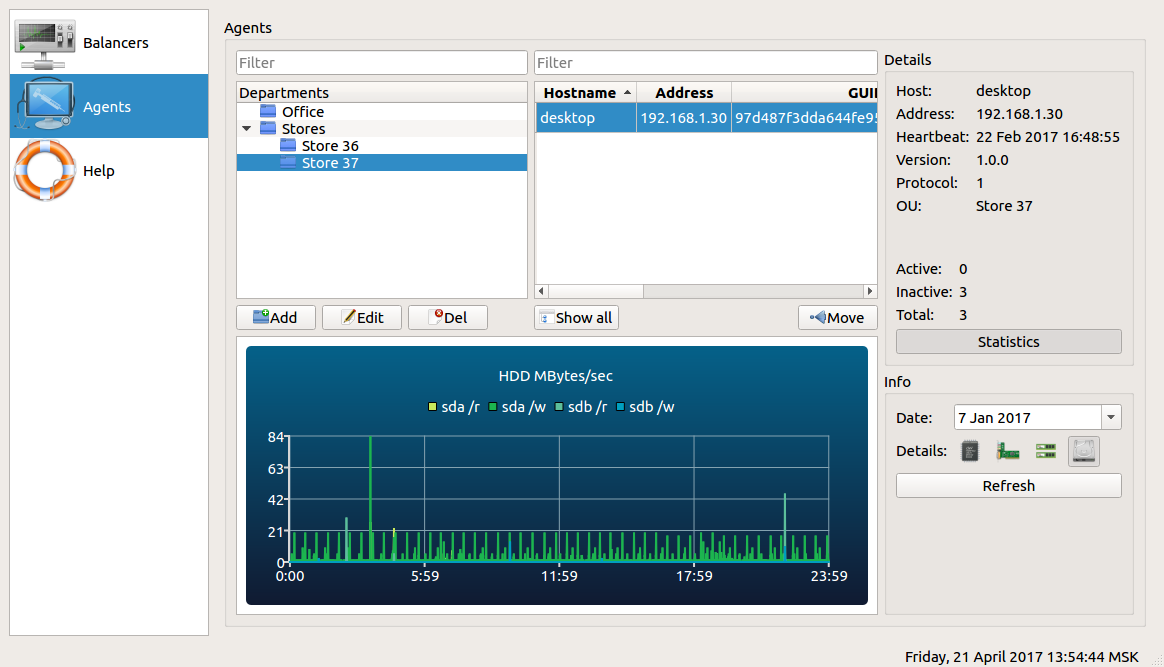 Balancers
Agents
Help
Agents
Filter
Departments
Office
Stores
Store 36
Store 37
Filter
Hostname Address GUI
desktop 192.168.1.30 97d487f3dda644fe95
Add Edit Del
Show all Move
HDD MBytes/sec
sda /r sda /w sdb /r sdb /w
84
63
42
21
0
0:00 5:59 11:59 17:59 23:59
Details
Host: desktop
Address: 192.168.1.30
Heartbeat: 22 Feb 2017 16:48:55
Version: 1.0.0
Protocol: 1
OU: Store 37
Active: 0
Inactive: 3
Total: 3
Statistics
Info
Date: 7 Jan 2017
Details:
Refresh
Friday, 21 April 2017 13:54:44 MSK